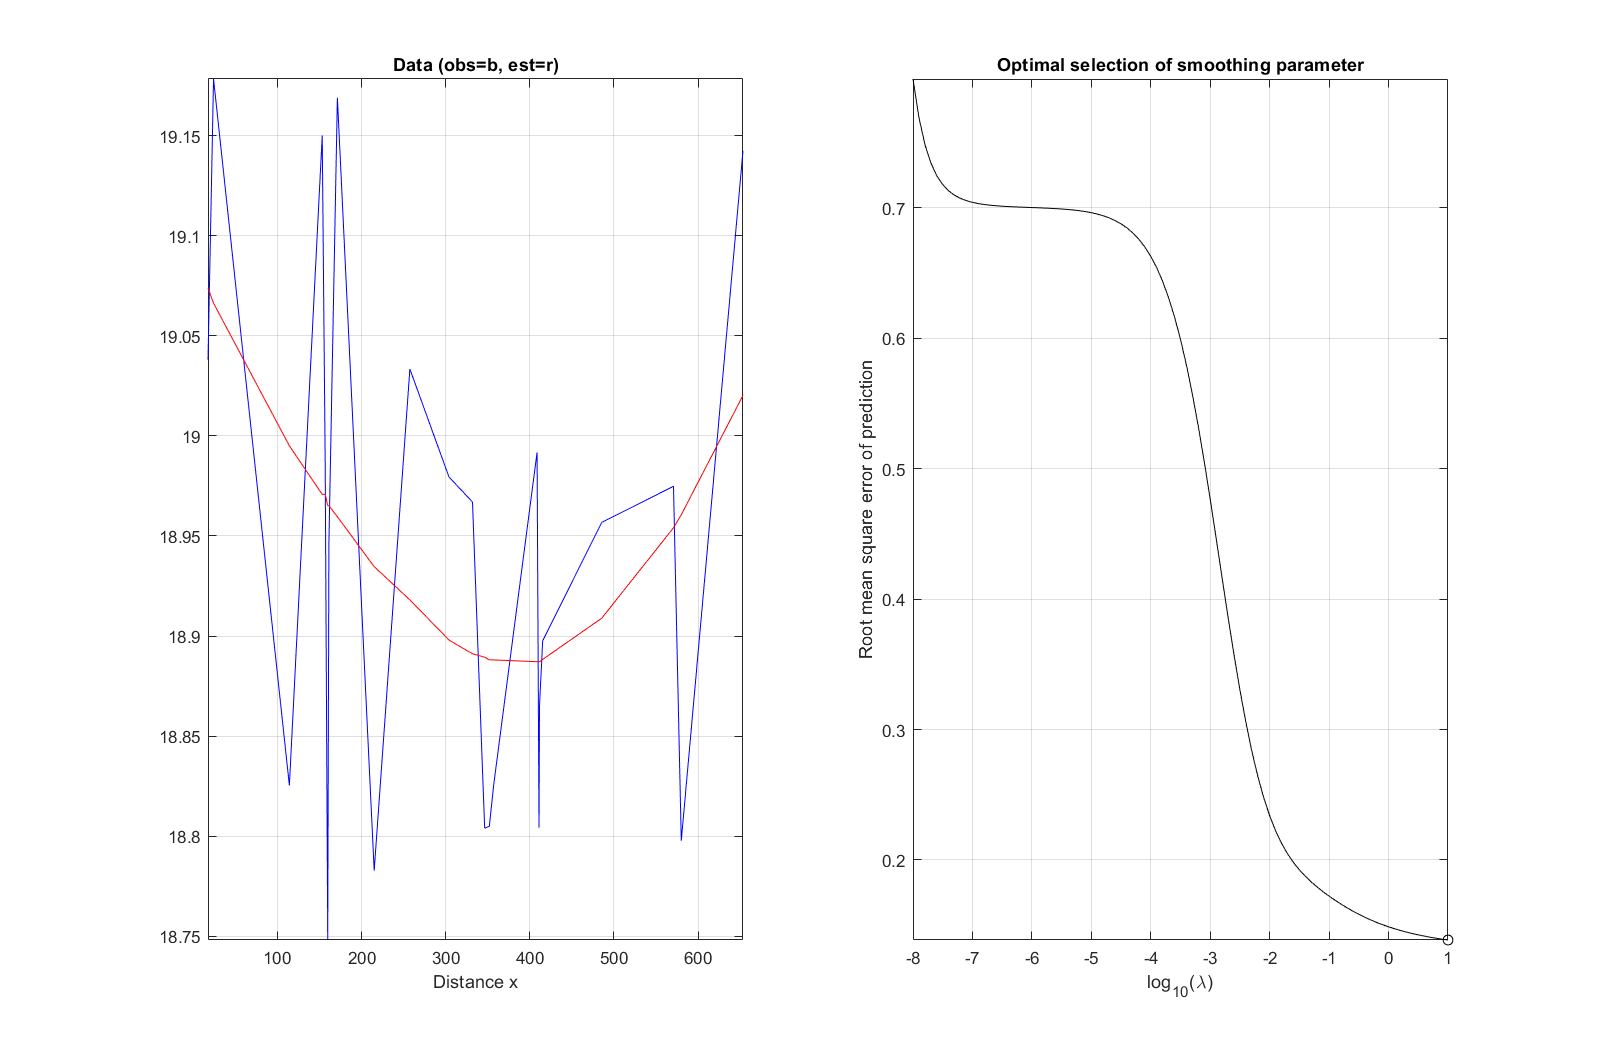 Data (obs=b, est=r)
19.15
19.1
19.05
19
18.95
18.9
18.85
18.8
18.75
100 200 300 400 500 600
Distance x
Optimal selection of smoothing parameter
Root mean square error of prediction
0.7
0.6
0.5
0.4
0.3
0.2
-8 -7 -6 -5 -4 -3 -2 -1 0 1
log10(λ)